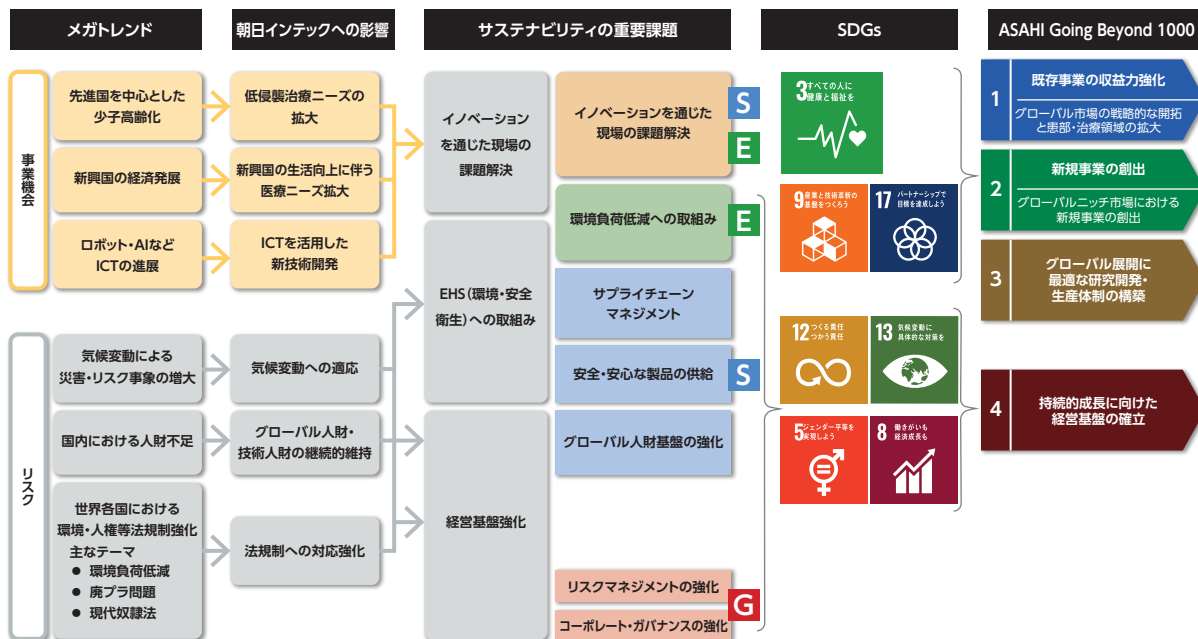 メガトレンド
朝日インテックへの影響
サステナビリティの重要課題
SDGs
ASAHI Going Beyond 1000
事業機会
先進国を中心とした
少子高齢化
低侵襲治療ニーズの
拡大
新興国の経済発展
新興国の生活向上に伴う
医療ニーズ拡大
ロボット・AIなど
ICTの進展
ICTを活用した
新技術開発
リスク
気候変動による
災害・リスク事象の増大
気候変動への適応
国内における人財不足
グローバル人財・
技術人財の継続的維持
世界各国における
環境・人権等法規制強化
主なテーマ
● 環境負荷低減
● 廃プラ問題
● 現代奴隷法
法規制への対応強化
イノベーション
を通じた現場の
課題解決
EHS(環境・安全
衛生)への取組み
経営基盤強化
イノベーションを通じた
現場の課題解決
S
E
環境負荷低減への取組み
E
サプライチェーン
マネジメント
安全・安心な製品の供給
S
グローバル人財基盤の強化
リスクマネジメントの強化
コーポレート・ガバナンスの強化
G
3 すべての人に
健康と福祉を
9 産業と技術革新の
基盤をつくろう
17 パートナーシップで
目標を達成しよう
12 つくる責任
つかう責任
13 気候変動に
具体的な対策を
5 ジェンダー平等を
実現しよう
8 働きがいも
経済成長も
1
既存事業の収益力強化
グローバル市場の戦略的な開拓
と患部・治療領域の拡大
2
新規事業の創出
グローバルニッチ市場における
新規事業の創出
3
グローバル展開に
最適な研究開発・
生産体制の構築
4
持続的成長に向けた
経営基盤の確立